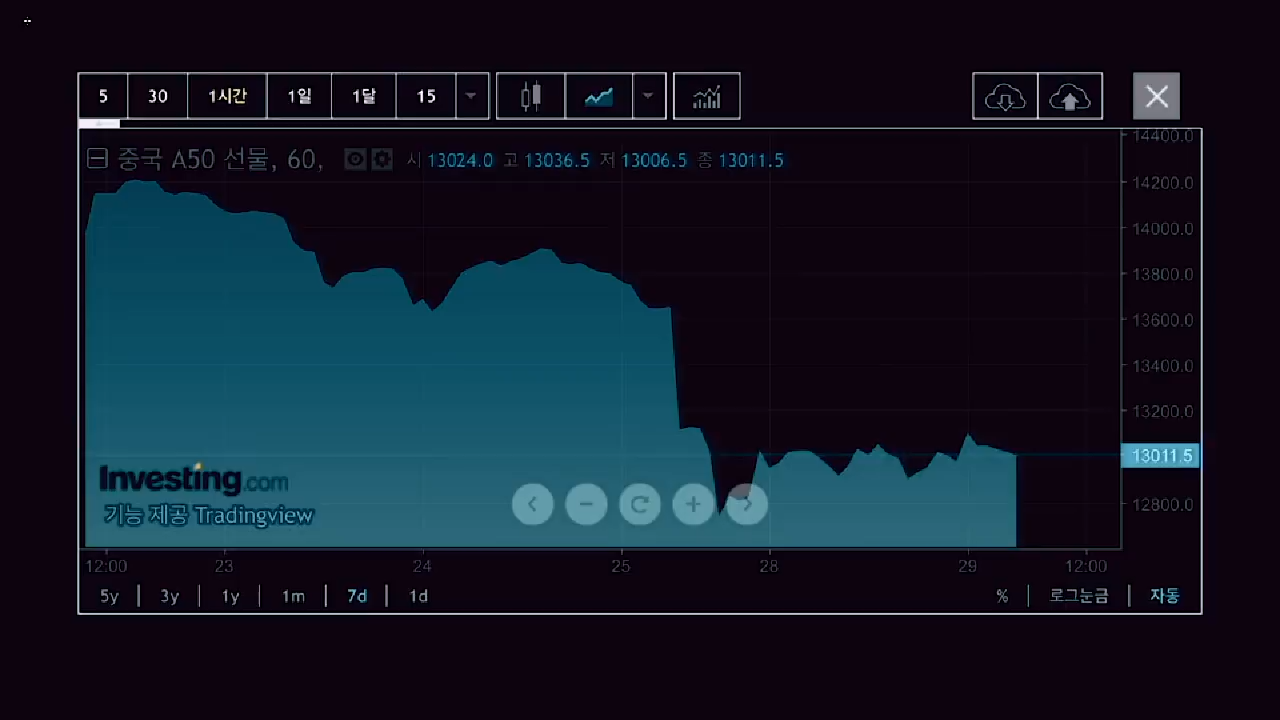 5 30 1시간 1일 1달 15
14400.0
중국 A50 선물, 60, 시 13024.0 고 13036.5 저 13006.5 종 13011.5
14200.0
14000.0
13800.0
13600.0
13400.0
13200.0
13011.5
12800.0
Investing.com
기능 제공 Tradingview
12:00 23 24 25 28 29 12:00
5y | 3y | 1y | 1m | 7d | 1d % | 로그눈금 | 자동